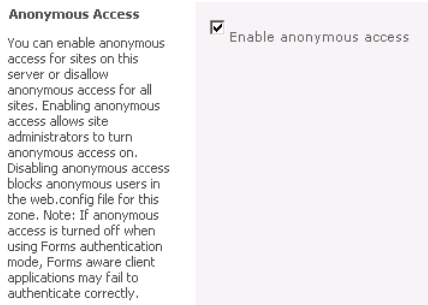 Anonymous Access
You can enable anonymous
access for sites on this
server or disallow
anonymous access for all
sites. Enabling anonymous
access allows site
administrators to turn
anonymous access on.
Disabling anonymous access
blocks anonymous users in
the web.config file for this
zone. Note: If anonymous
access is turned off when
using Forms authentication
mode, Forms aware client
applications may fail to
authenticate correctly.
Enable anonymous access